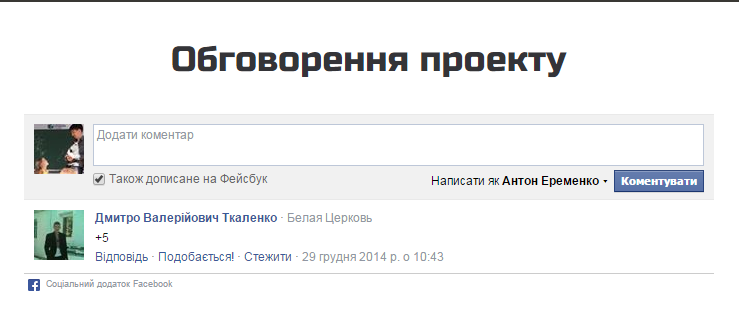 Обговорення проекту
Додати коментар
Також дописане на Фейсбук
Написати як Антон Еременко
Коментувати
Дмитро Валерійович Ткаленко · Белая Церковь
+5
Відповідь · Подобається! · Стежити · 29 грудня 2014 р. о 10:43
Соціальний додаток Facebook